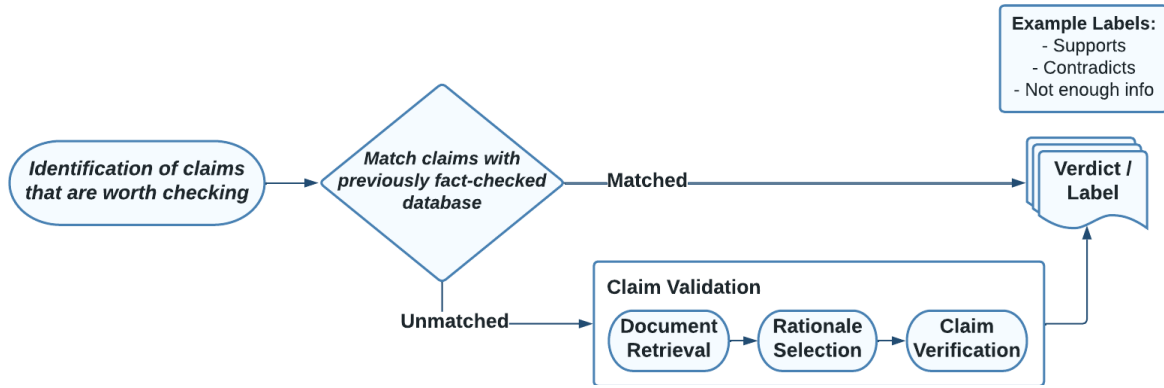 Example Labels:
- Supports
- Contradicts
- Not enough info
Identification of claims
that are worth checking
Match claims with
previously fact-checked
database
Matched
Verdict /
Label
Unmatched
Claim Validation
Document
Retrieval
Rationale
Selection
Claim
Verification